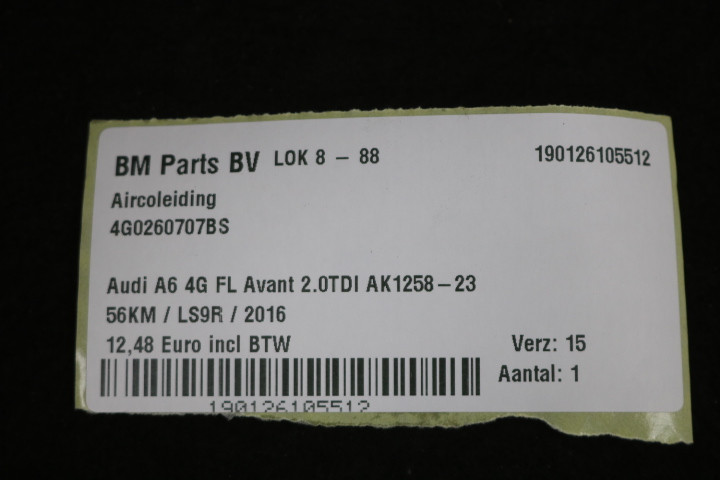 BM Parts BV LOK 8 - 88 190126105512
Aircoleiding
4G0260707BS
Audi A6 4G FL Avant 2.0TDI AK1258-23
56KM / LS9R / 2016
12,48 Euro incl BTW Verz: 15
Aantal: 1
190126105512